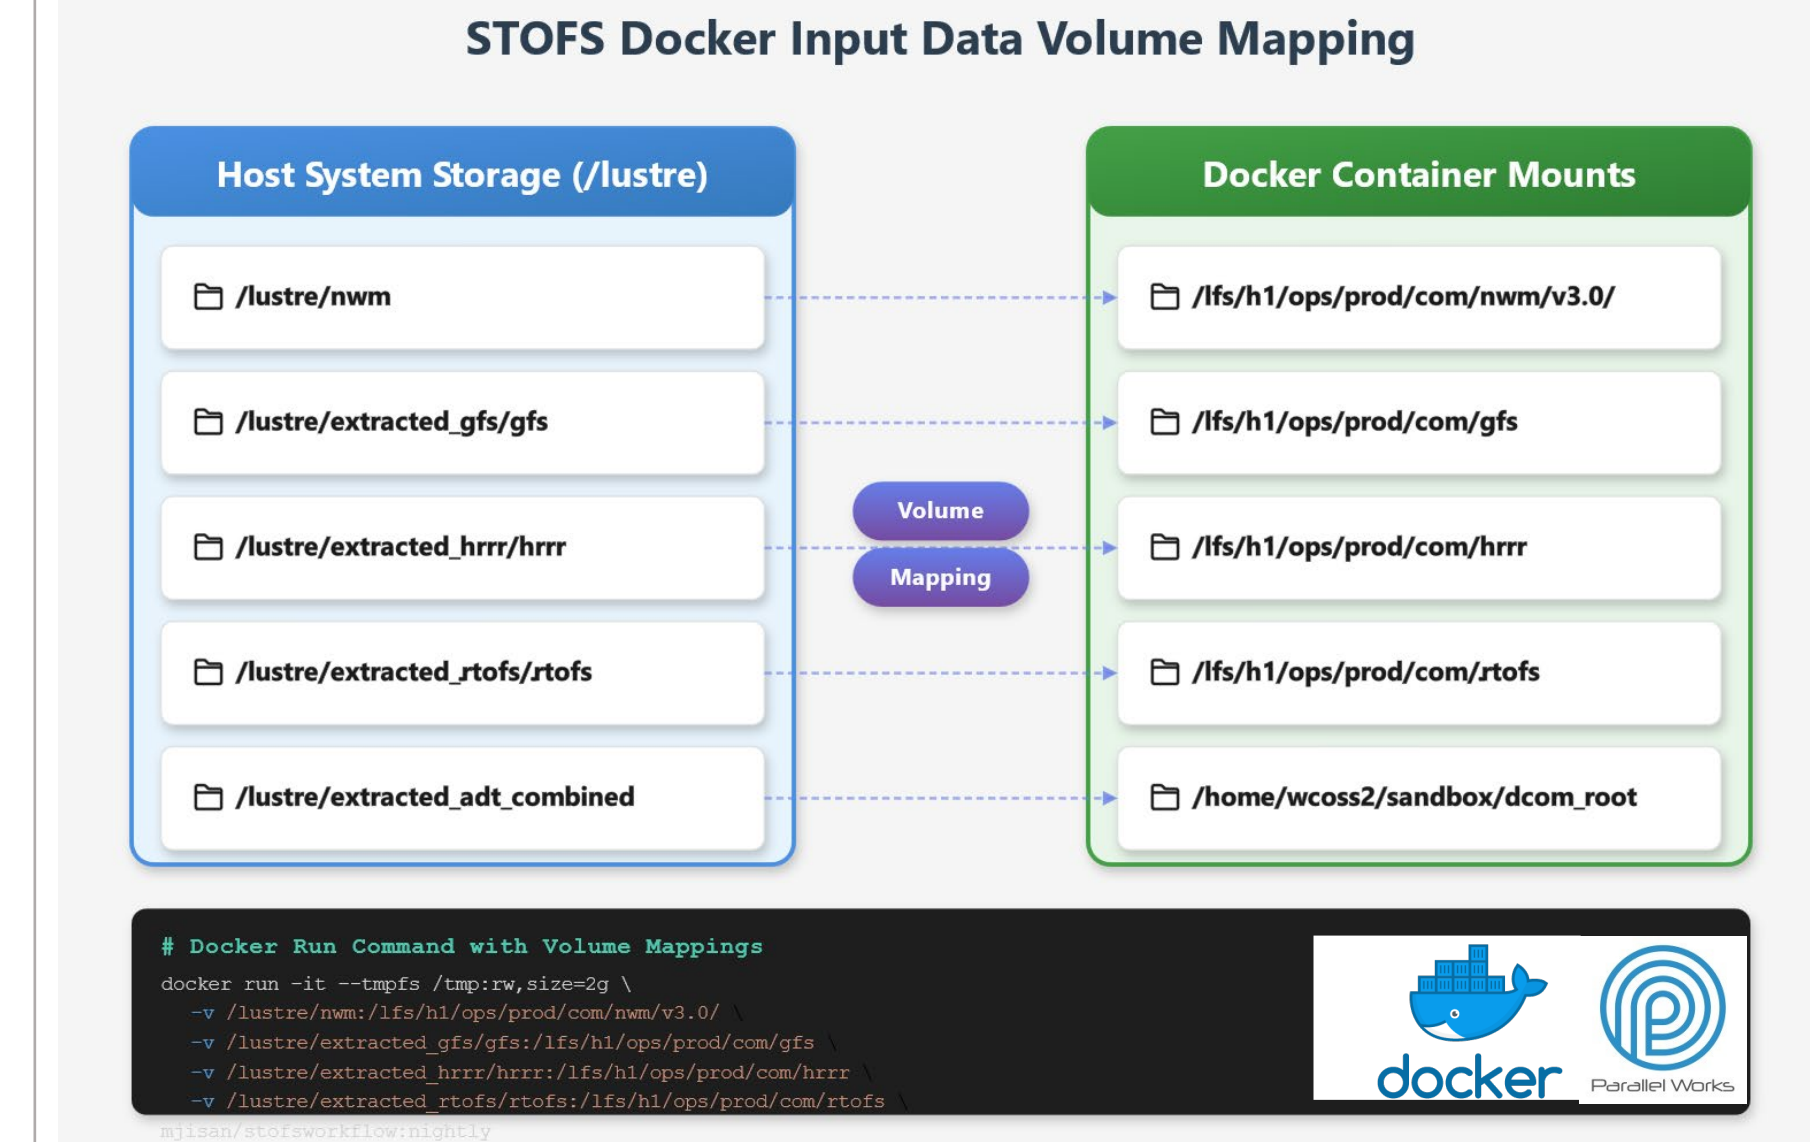 STOFS Docker Input Data Volume Mapping
Host System Storage (/lustre)
/lustre/nwm
/lustre/extracted_gfs/gfs
/lustre/extracted_hrrr/hrrr
/lustre/extracted_rtofs/rtofs
/lustre/extracted_adt_combined
Volume
Mapping
Docker Container Mounts
/lfs/h1/ops/prod/com/nwm/v3.0/
/lfs/h1/ops/prod/com/gfs
/lfs/h1/ops/prod/com/hrrr
/lfs/h1/ops/prod/com/rtofs
/home/wcoss2/sandbox/dcom_root
# Docker Run Command with Volume Mappings
docker run -it --tmpfs /tmp:rw,size=2g \
-v /lustre/nwm:/lfs/h1/ops/prod/com/nwm/v3.0/ \
-v /lustre/extracted_gfs/gfs:/lfs/h1/ops/prod/com/gfs \
-v /lustre/extracted_hrrr/hrrr:/lfs/h1/ops/prod/com/hrrr \
-v /lustre/extracted_rtofs/rtofs:/lfs/h1/ops/prod/com/rtofs \
mjisan/stofsworkflow:nightly
docker
Parallel Works